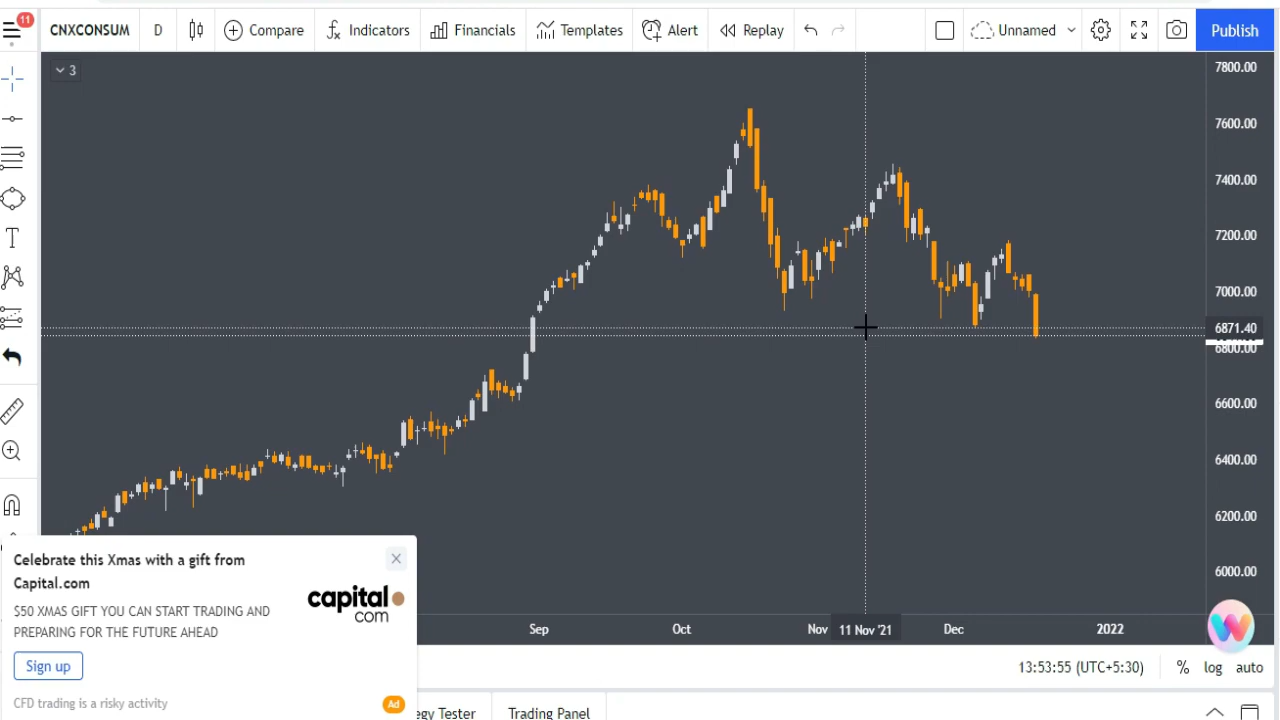 11
CNXCONSUM D Compare Indicators Financials Templates Alert Replay Unnamed Publish
3
7800.00
7600.00
7400.00
7200.00
7000.00
6871.40
6800.00
6600.00
6400.00
6200.00
6000.00
T
Celebrate this Xmas with a gift from
Capital.com
$50 XMAS GIFT YOU CAN START TRADING AND
PREPARING FOR THE FUTURE AHEAD
capital
com
Sign up
CFD trading is a risky activity
Ad
Sep Oct Nov 11 Nov '21 Dec 2022
13:53:55 (UTC+5:30) % log auto
egy Tester Trading Panel